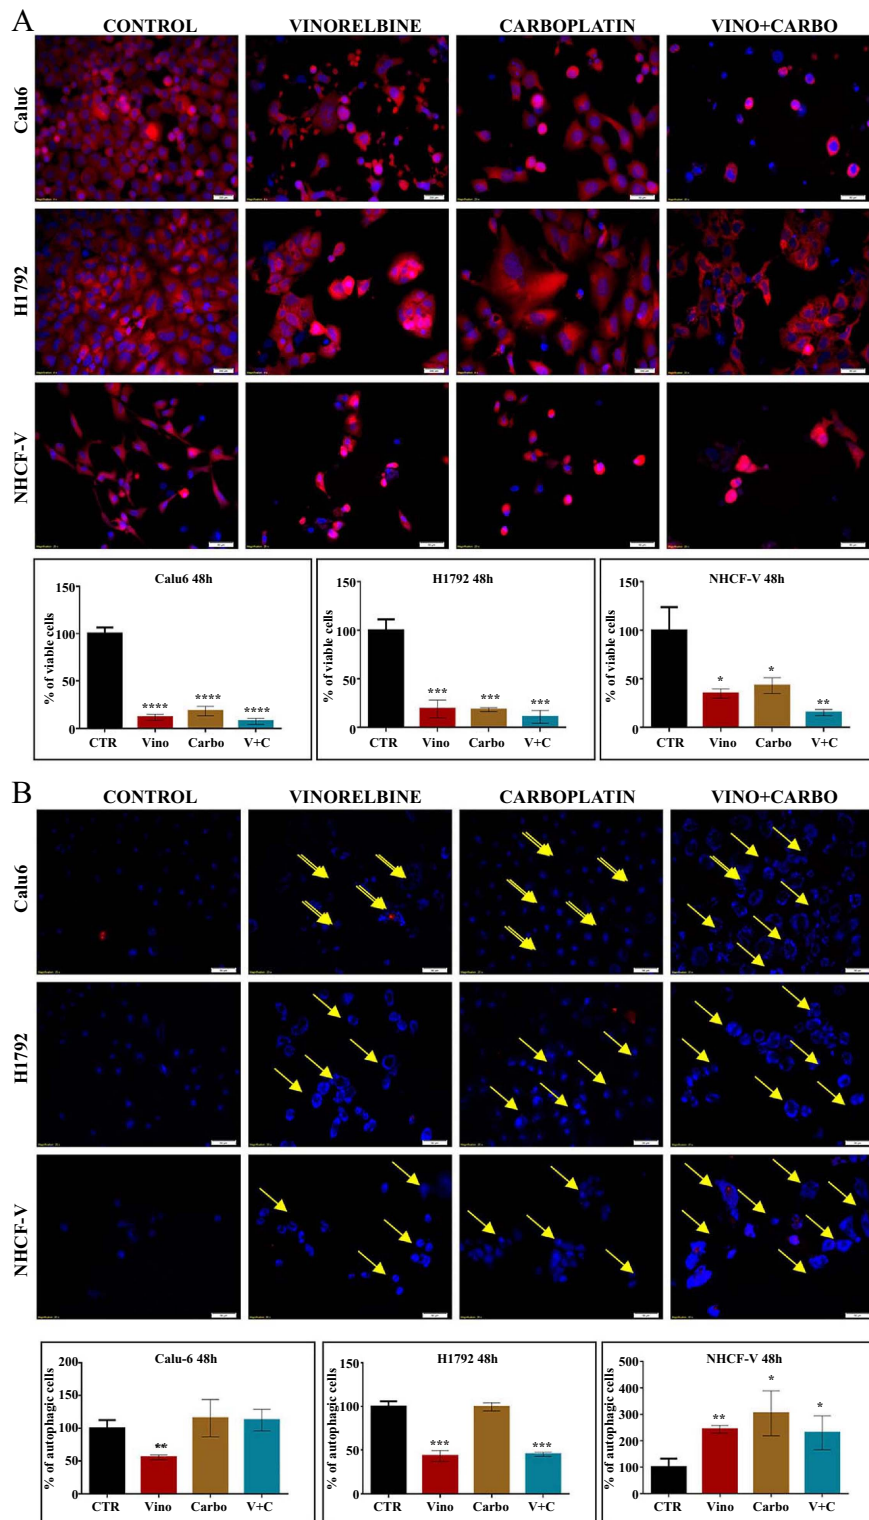 A
CONTROL VINORELBINE CARBOPLATIN VINO+CARBO
Calu6
H1792
NHCF-V
Calu6 48h
% of viable cells
150
100
50
0
****
****
****
CTR Vino Carbo V+C
H1792 48h
% of viable cells
150
100
50
0
***
***
***
CTR Vino Carbo V+C
NHCF-V 48h
% of viable cells
150
100
50
0
*
*
**
CTR Vino Carbo V+C
B
CONTROL VINORELBINE CARBOPLATIN VINO+CARBO
Calu6
H1792
NHCF-V
Calu-6 48h
% of autophagic cells
200
150
100
50
0
**
CTR Vino Carbo V+C
H1792 48h
% of autophagic cells
150
100
50
0
***
***
CTR Vino Carbo V+C
NHCF-V 48h
% of autophagic cells
500
400
300
200
100
0
**
*
*
CTR Vino Carbo V+C